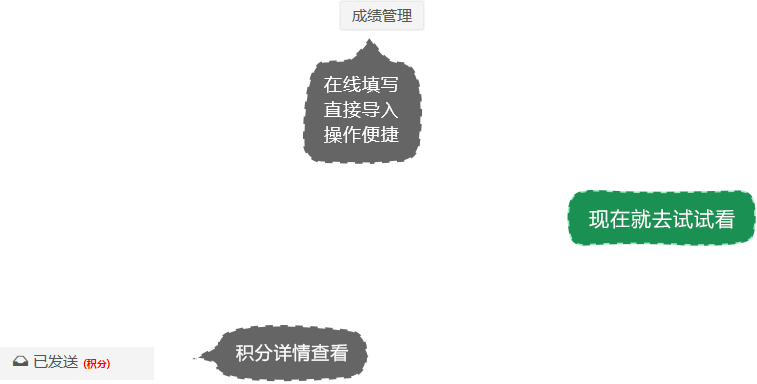 成绩管理
在线填写
直接导入
操作便捷
现在就去试试看
积分详情查看
已发送 (积分)